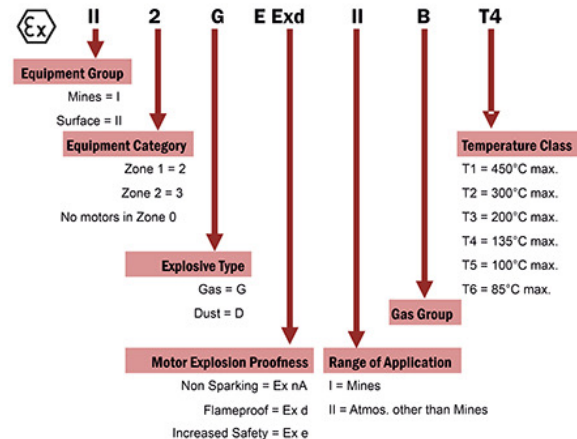 Ex II 2 G E Exd II B T4
Equipment Group
Mines = I
Surface = II
Equipment Category
Zone 1 = 2
Zone 2 = 3
No motors in Zone 0
Explosive Type
Gas = G
Dust = D
Motor Explosion Proofness
Non Sparking = Ex nA
Flameproof = Ex d
Increased Safety = Ex e
Range of Application
I = Mines
II = Atmos. other than Mines
Gas Group
Temperature Class
T1 = 450°C max.
T2 = 300°C max.
T3 = 200°C max.
T4 = 135°C max.
T5 = 100°C max.
T6 = 85°C max.